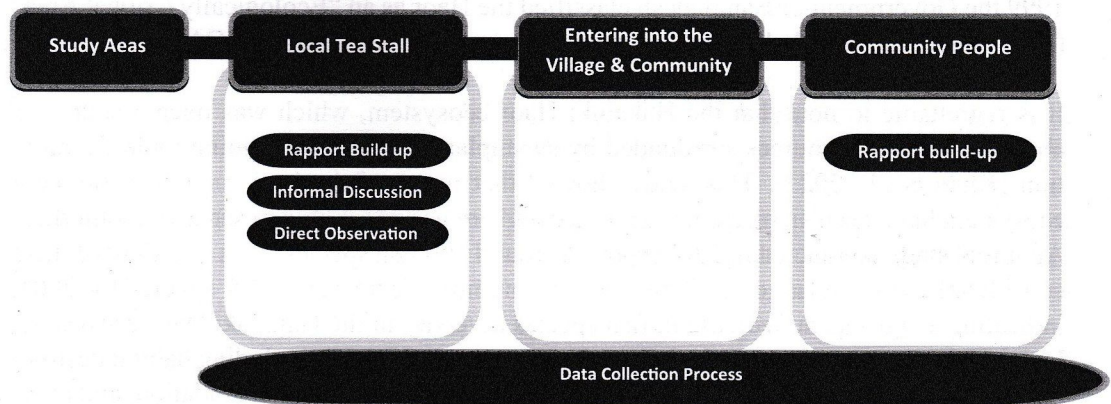 Study Aeas
Local Tea Stall
Entering into the
Village & Community
Community People
Rapport Build up
Informal Discussion
Direct Observation
Rapport build-up
Data Collection Process